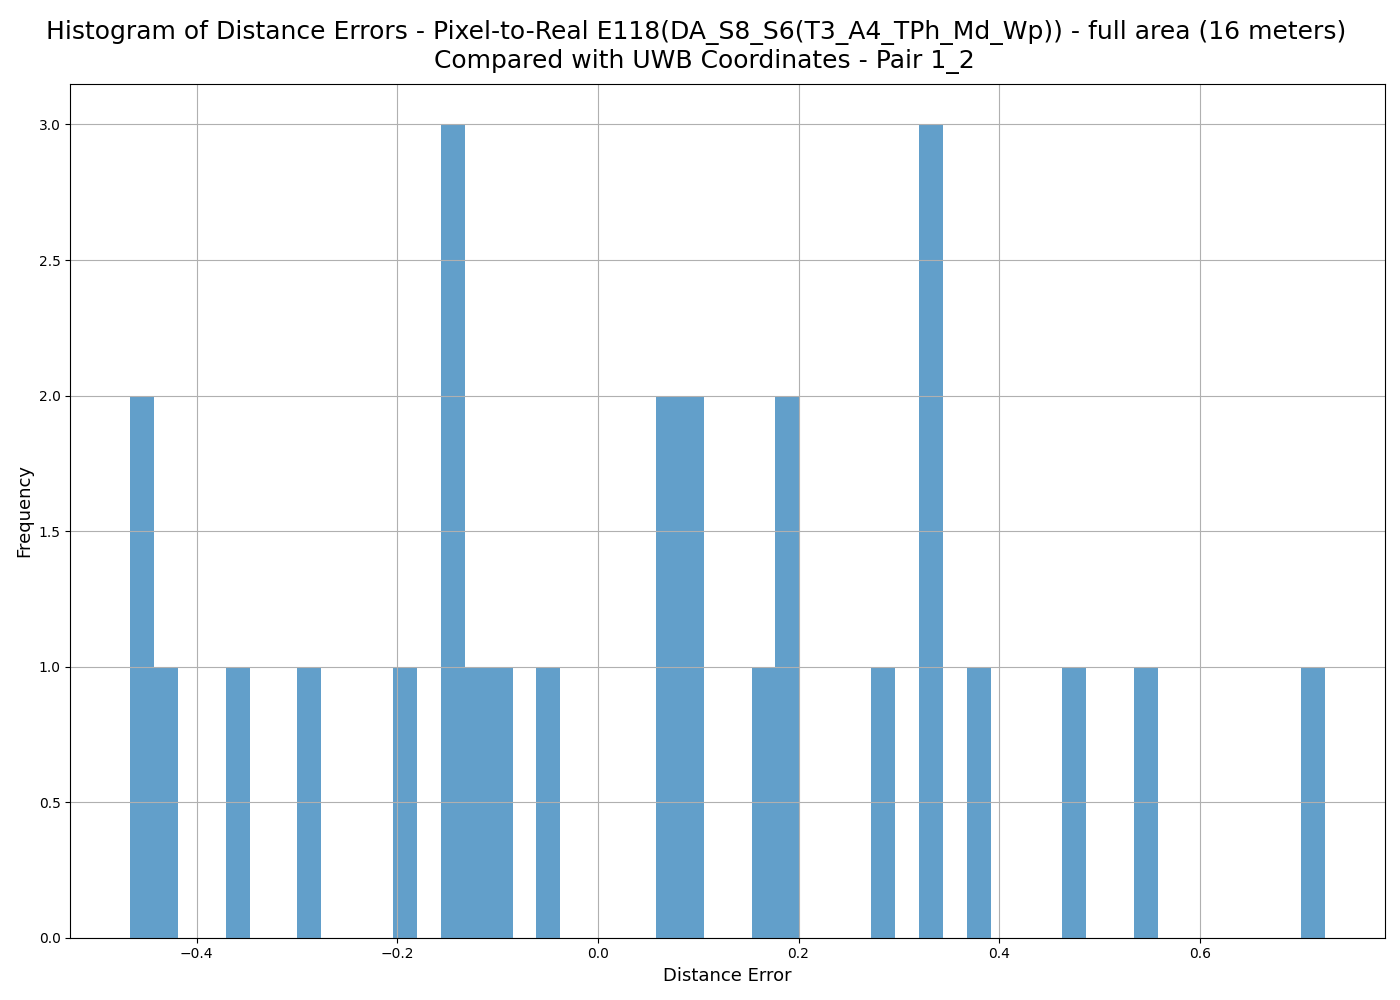 Histogram of Distance Errors - Pixel-to-Real E118(DA_S8_S6(T3_A4_TPh_Md_Wp)) - full area (16 meters)
Compared with UWB Coordinates - Pair 1_2
3.0
2.5
2.0
1.5
1.0
0.5
0.0
Frequency
−0.4 −0.2 0.0 0.2 0.4 0.6
Distance Error